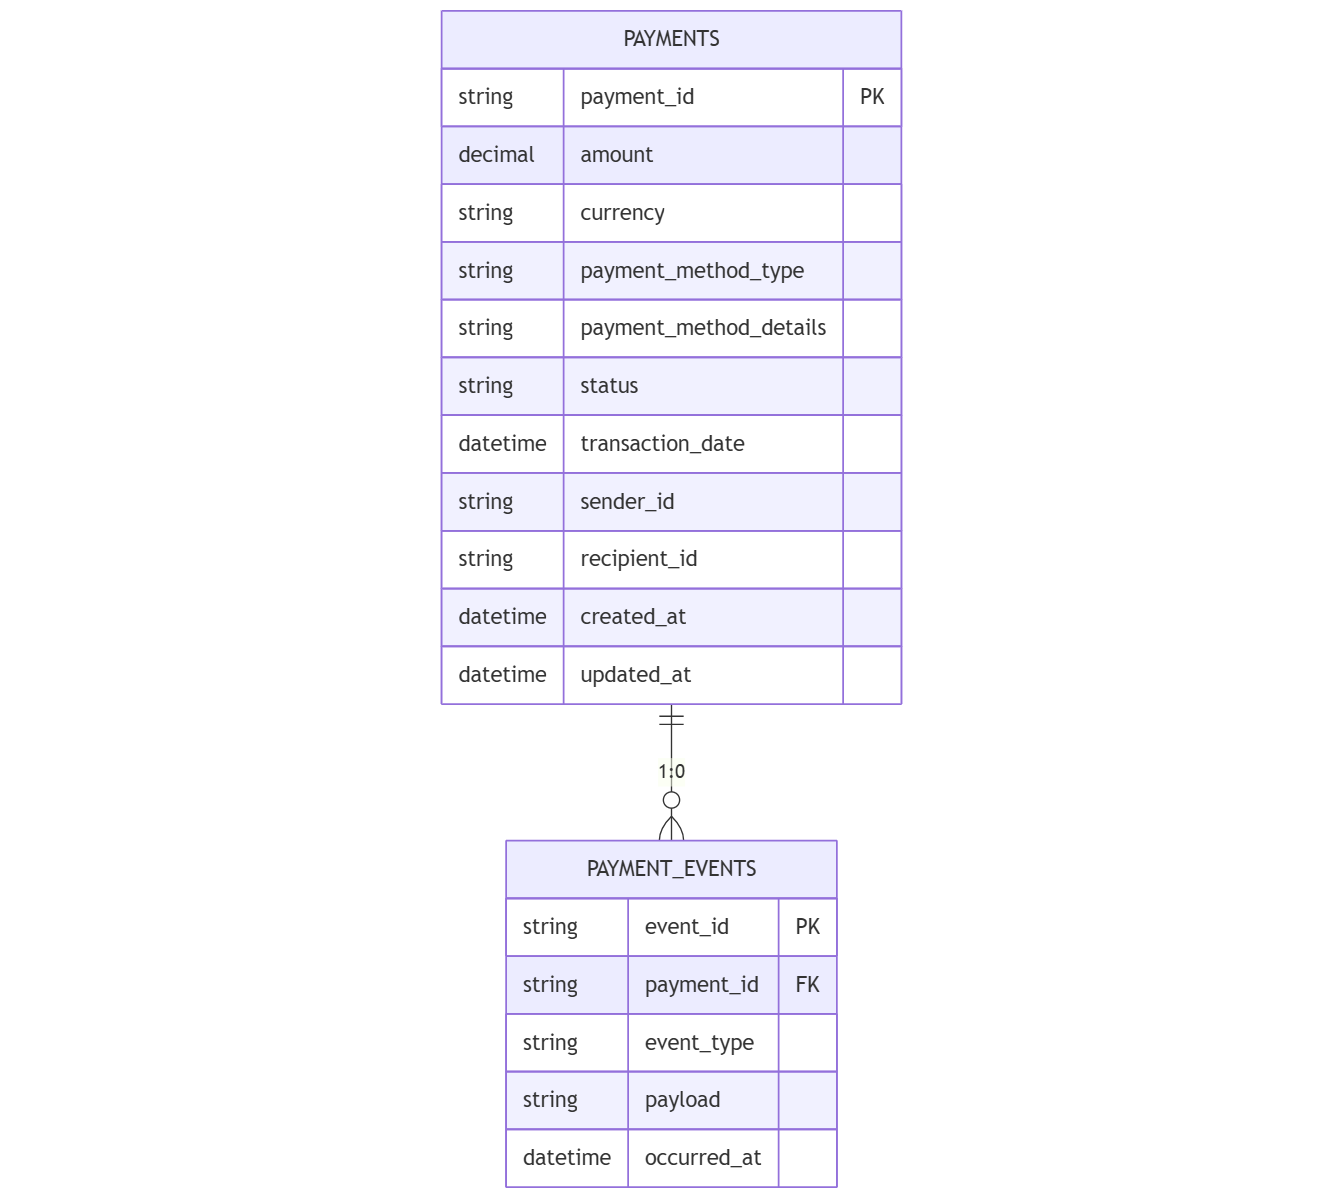 PAYMENTS
string payment_id PK
decimal amount
string currency
string payment_method_type
string payment_method_details
string status
datetime transaction_date
string sender_id
string recipient_id
datetime created_at
datetime updated_at
1:0
PAYMENT_EVENTS
string event_id PK
string payment_id FK
string event_type
string payload
datetime occurred_at